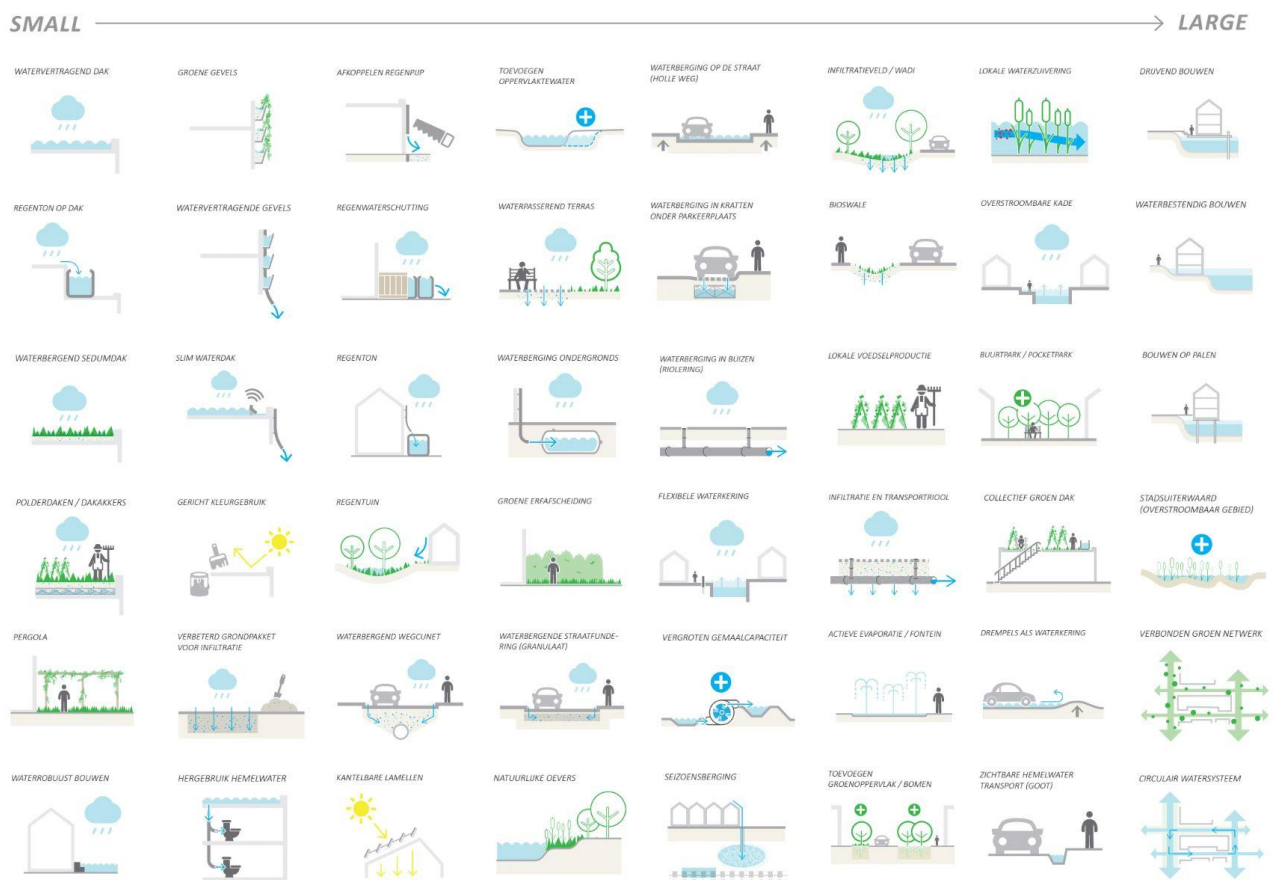 SMALL
LARGE
WATERVERTRAGEND DAK
GROENE GEVELS
AFKOPPELEN REGENPIJP
TOEVOEGEN
OPPERVLAKTEWATER
WATERBERGING OP DE STRAAT
(HOLLE WEG)
INFILTRATIEVELD / WADI
LOKALE WATERZUIVERING
DRIJVEND BOUWEN
REGENTON OP DAK
WATERVERTRAGENDE GEVELS
REGENWATERSCHUTTING
WATERPASSEREND TERRAS
WATERBERGING IN KRATTEN
ONDER PARKEERPLAATS
BIOSWALE
OVERSTROOMBARE KADE
WATERBESTENDIG BOUWEN
WATERBERGEND SEDUMDAK
SLIM WATERDAK
REGENTON
WATERBERGING ONDERGRONDS
WATERBERGING IN BUIZEN
(RIOLERING)
LOKALE VOEDSELPRODUCTIE
BUURTPARK / POCKETPARK
BOUWEN OP PALEN
POLDERDAKEN / DAKAKKERS
GERICHT KLEURGEBRUIK
REGENTUIN
GROENE ERFAFSCHEIDING
FLEXIBELE WATERKERING
INFILTRATIE EN TRANSPORTRIOOL
COLLECTIEF GROEN DAK
STADSUITERWAARD
(OVERSTROOMBAAR GEBIED)
PERGOLA
VERBETERD GRONDPAKKET
VOOR INFILTRATIE
WATERBERGEND WEGCUNET
WATERBERGENDE STRAATFUNDE-
RING (GRANULAAT)
VERGROTEN GEMAALCAPACITEIT
ACTIEVE EVAPORATIE / FONTEIN
DREMPELS ALS WATERKERING
VERBONDEN GROEN NETWERK
WATERROBUUST BOUWEN
HERGEBRUIK HEMELWATER
KANTELBARE LAMELLEN
NATUURLIJKE OEVERS
SEIZOENSBERGING
TOEVOEGEN
GROENOPPERVLAK / BOMEN
ZICHTBARE HEMELWATER
TRANSPORT (GOOT)
CIRCULAIR WATERSYSTEEM